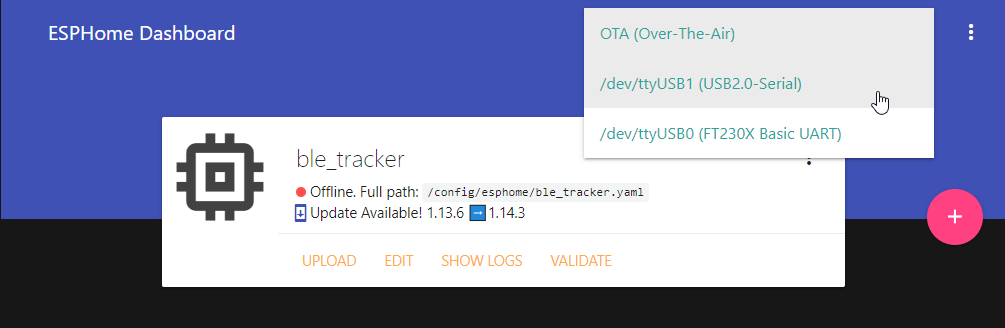 ESPHome Dashboard
OTA (Over-The-Air)
/dev/ttyUSB1 (USB2.0-Serial)
/dev/ttyUSB0 (FT230X Basic UART)
ble_tracker
Offline. Full path: /config/esphome/ble_tracker.yaml
Update Available! 1.13.6 ➡️ 1.14.3
UPLOAD EDIT SHOW LOGS VALIDATE